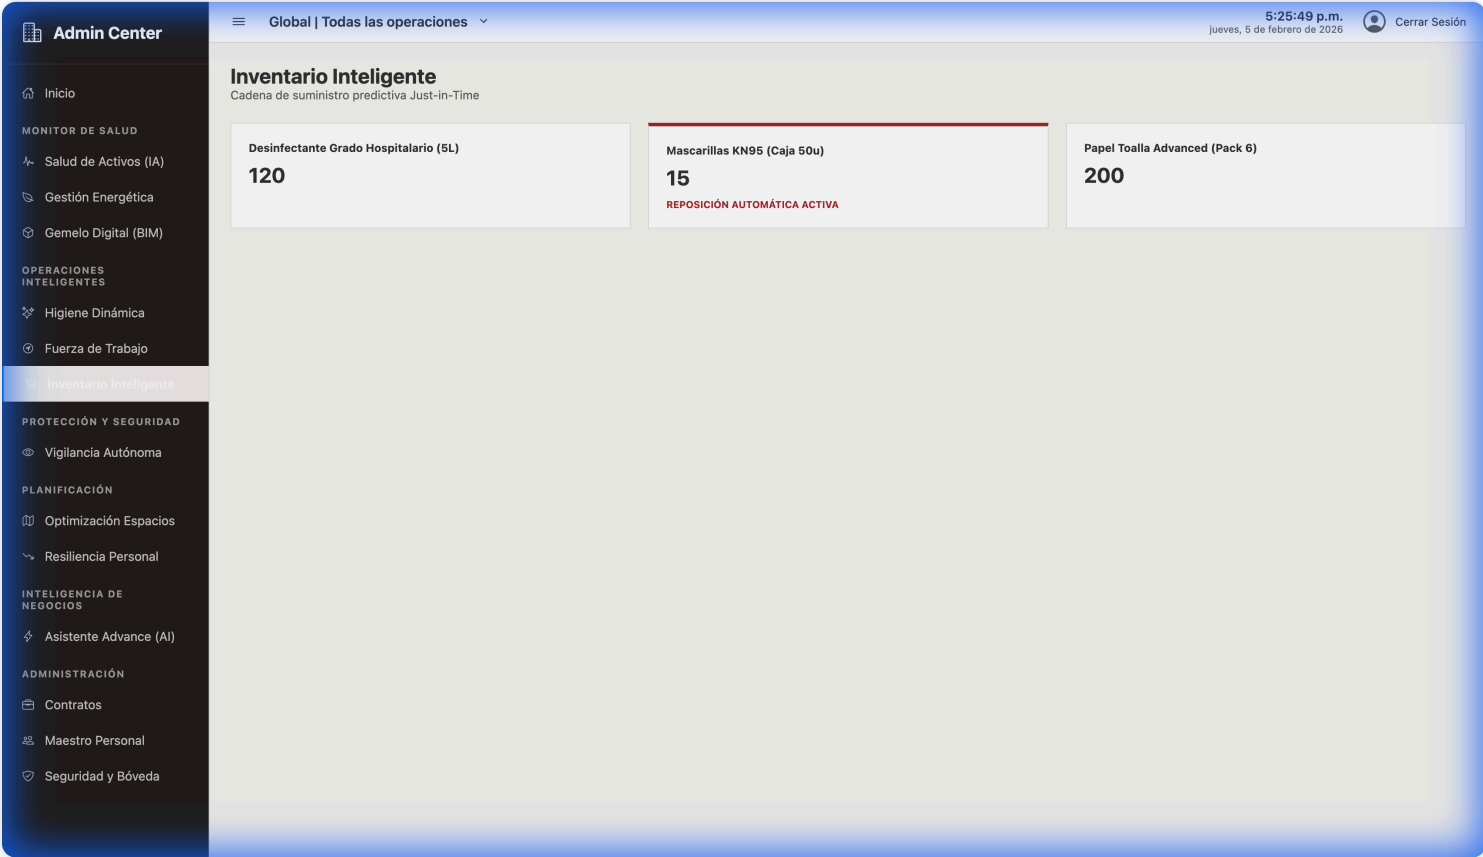 Admin Center
Global | Todas las operaciones
5:25:49 p.m.
jueves, 5 de febrero de 2026
Cerrar Sesión
Inicio
MONITOR DE SALUD
Salud de Activos (IA)
Gestión Energética
Gemelo Digital (BIM)
OPERACIONES
INTELIGENTES
Higiene Dinámica
Fuerza de Trabajo
Inventario Inteligente
PROTECCIÓN Y SEGURIDAD
Vigilancia Autónoma
PLANIFICACIÓN
Optimización Espacios
Resiliencia Personal
INTELIGENCIA DE
NEGOCIOS
Asistente Advance (AI)
ADMINISTRACIÓN
Contratos
Maestro Personal
Seguridad y Bóveda
Inventario Inteligente
Cadena de suministro predictiva Just-in-Time
Desinfectante Grado Hospitalario (5L)
120
Mascarillas KN95 (Caja 50u)
15
REPOSICIÓN AUTOMÁTICA ACTIVA
Papel Toalla Advanced (Pack 6)
200